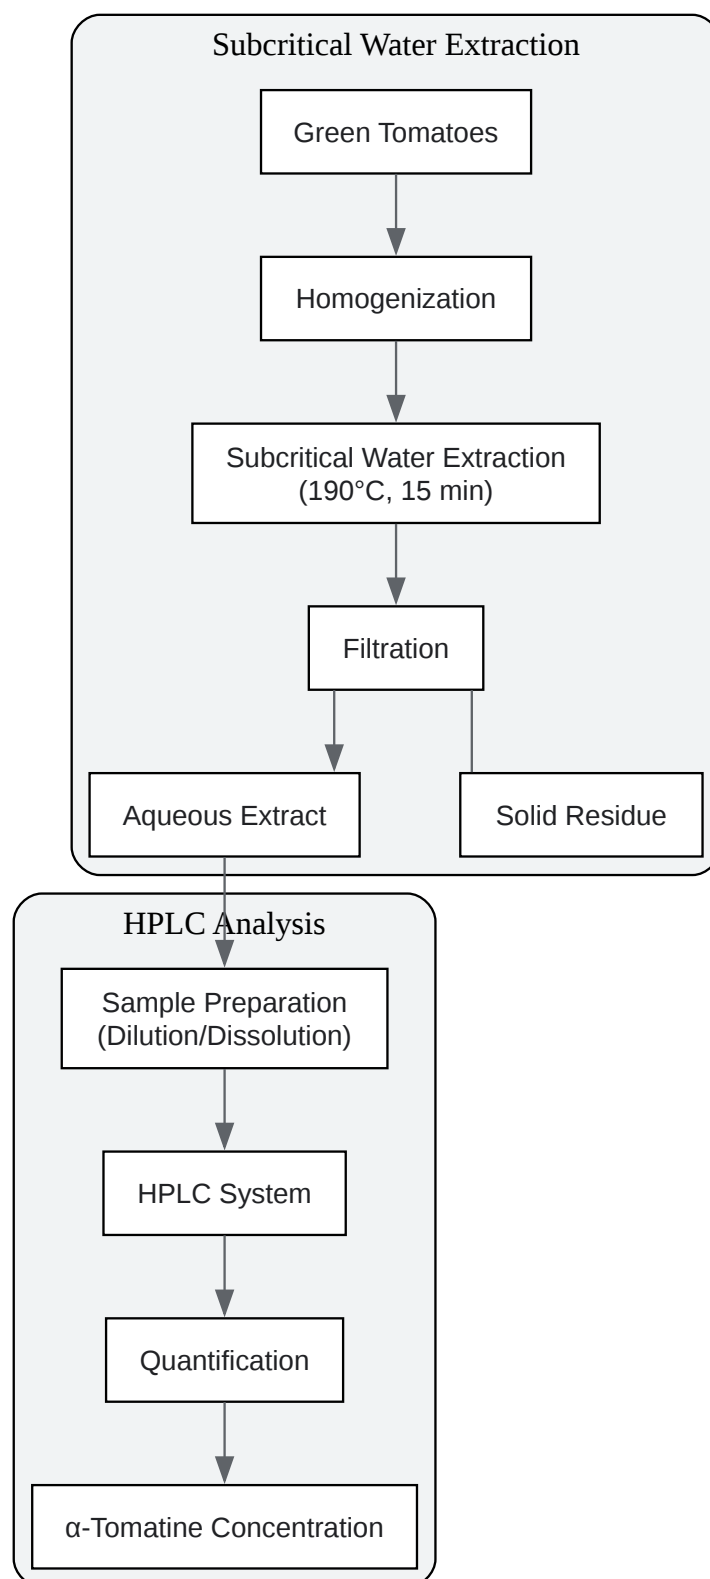 Subcritical Water Extraction
Green Tomatoes
Homogenization
Subcritical Water Extraction
(190°C, 15 min)
Filtration
Aqueous Extract
Solid Residue
HPLC Analysis
Sample Preparation
(Dilution/Dissolution)
HPLC System
Quantification
α-Tomatine Concentration